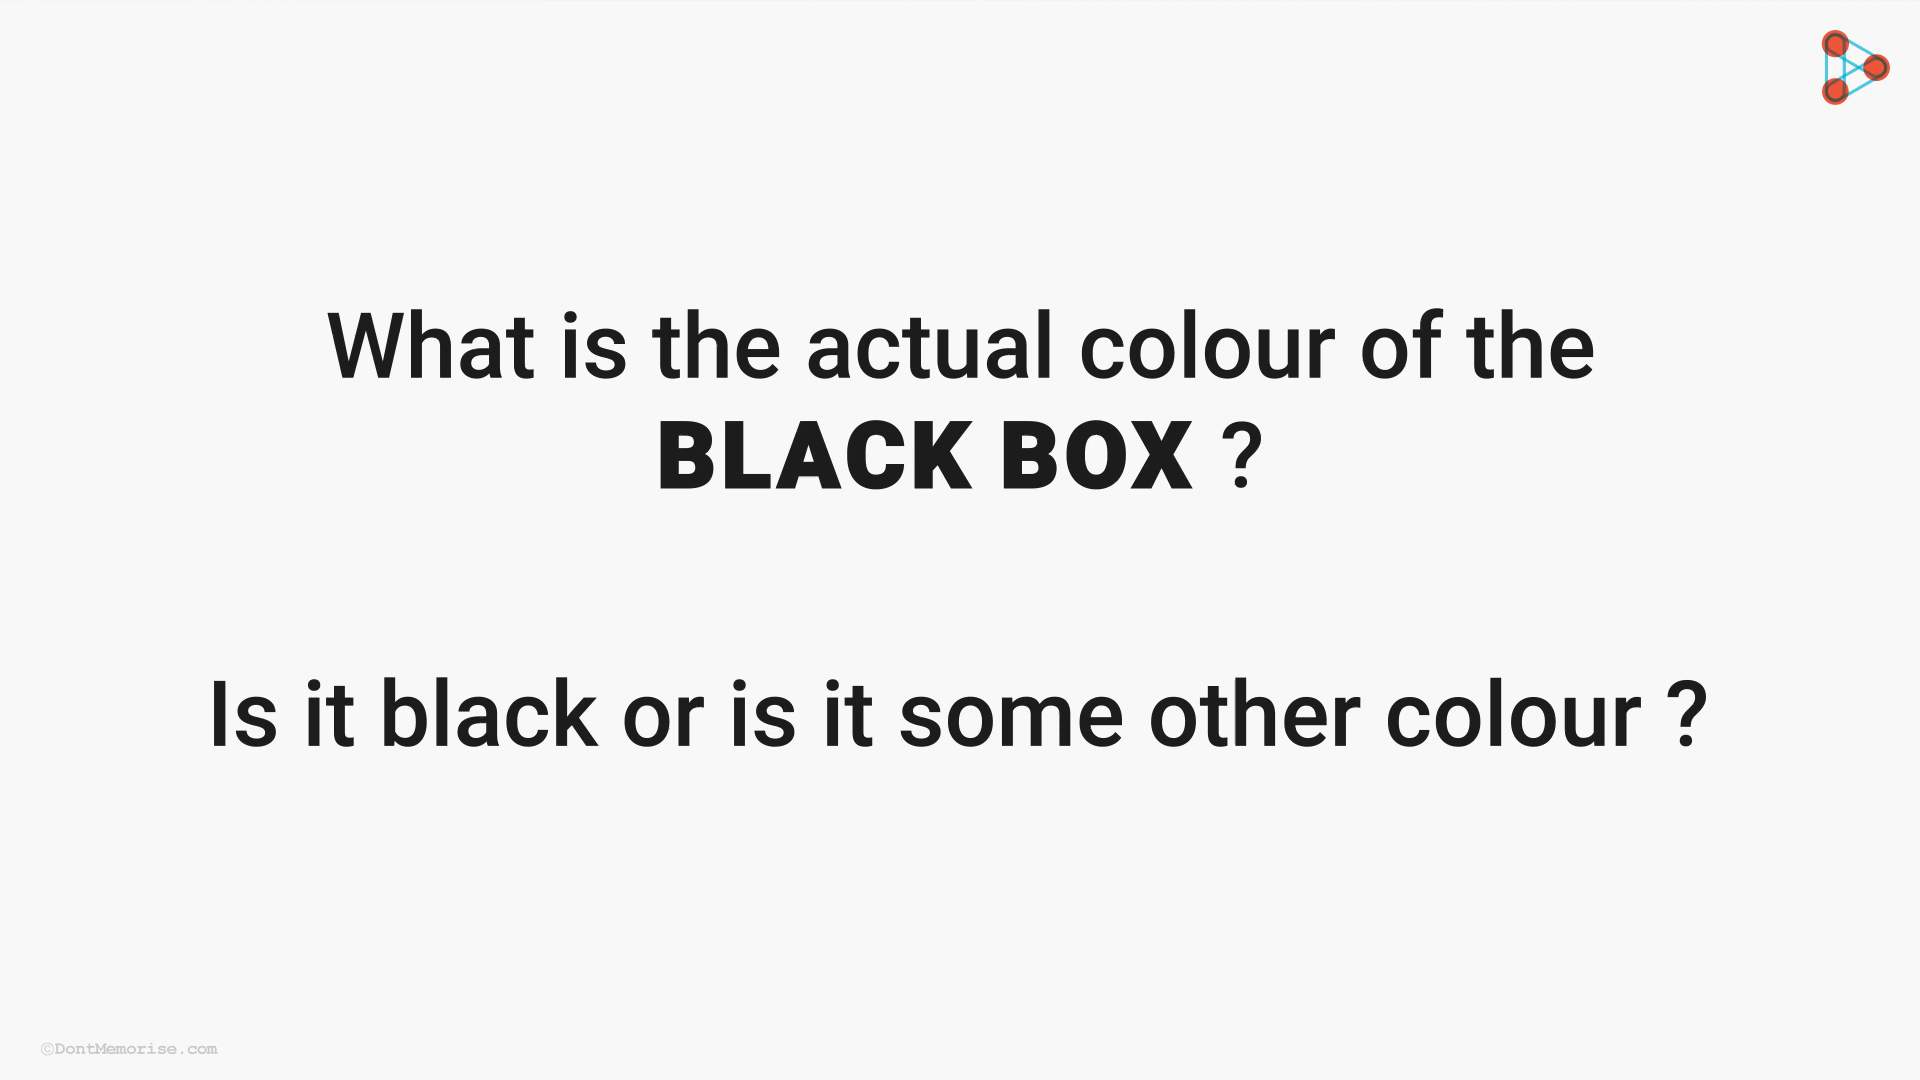 What is the actual colour of the
BLACK BOX ?
Is it black or is it some other colour ?
©DontMemorise.com